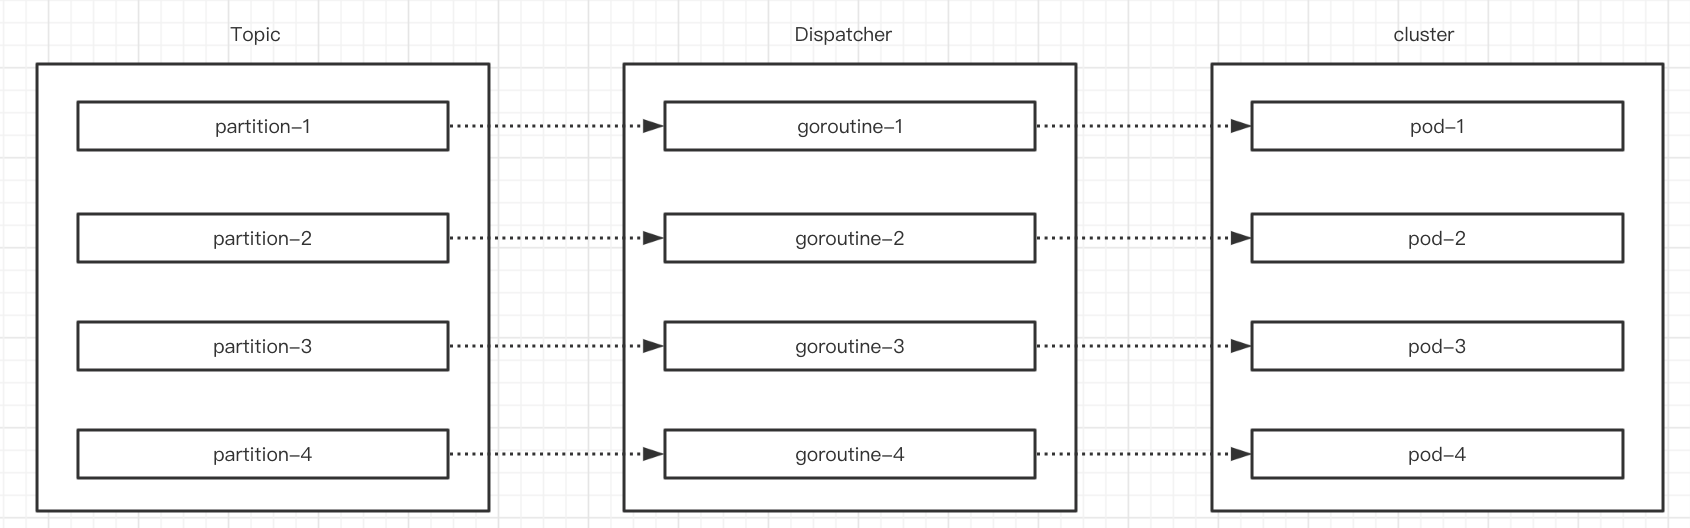 Topic Dispatcher cluster
partition-1 goroutine-1 pod-1
partition-2 goroutine-2 pod-2
partition-3 goroutine-3 pod-3
partition-4 goroutine-4 pod-4